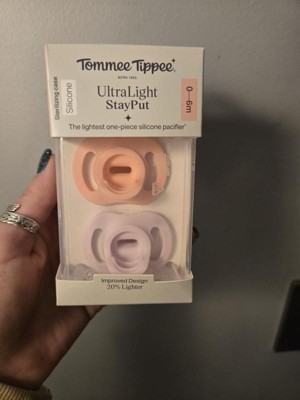 Tommee Tippee
BORN 1965
Sterilizing case
Silicone
UltraLight
StayPut
0–6m
The lightest one-piece silicone pacifier*
Improved Design
20% Lighter